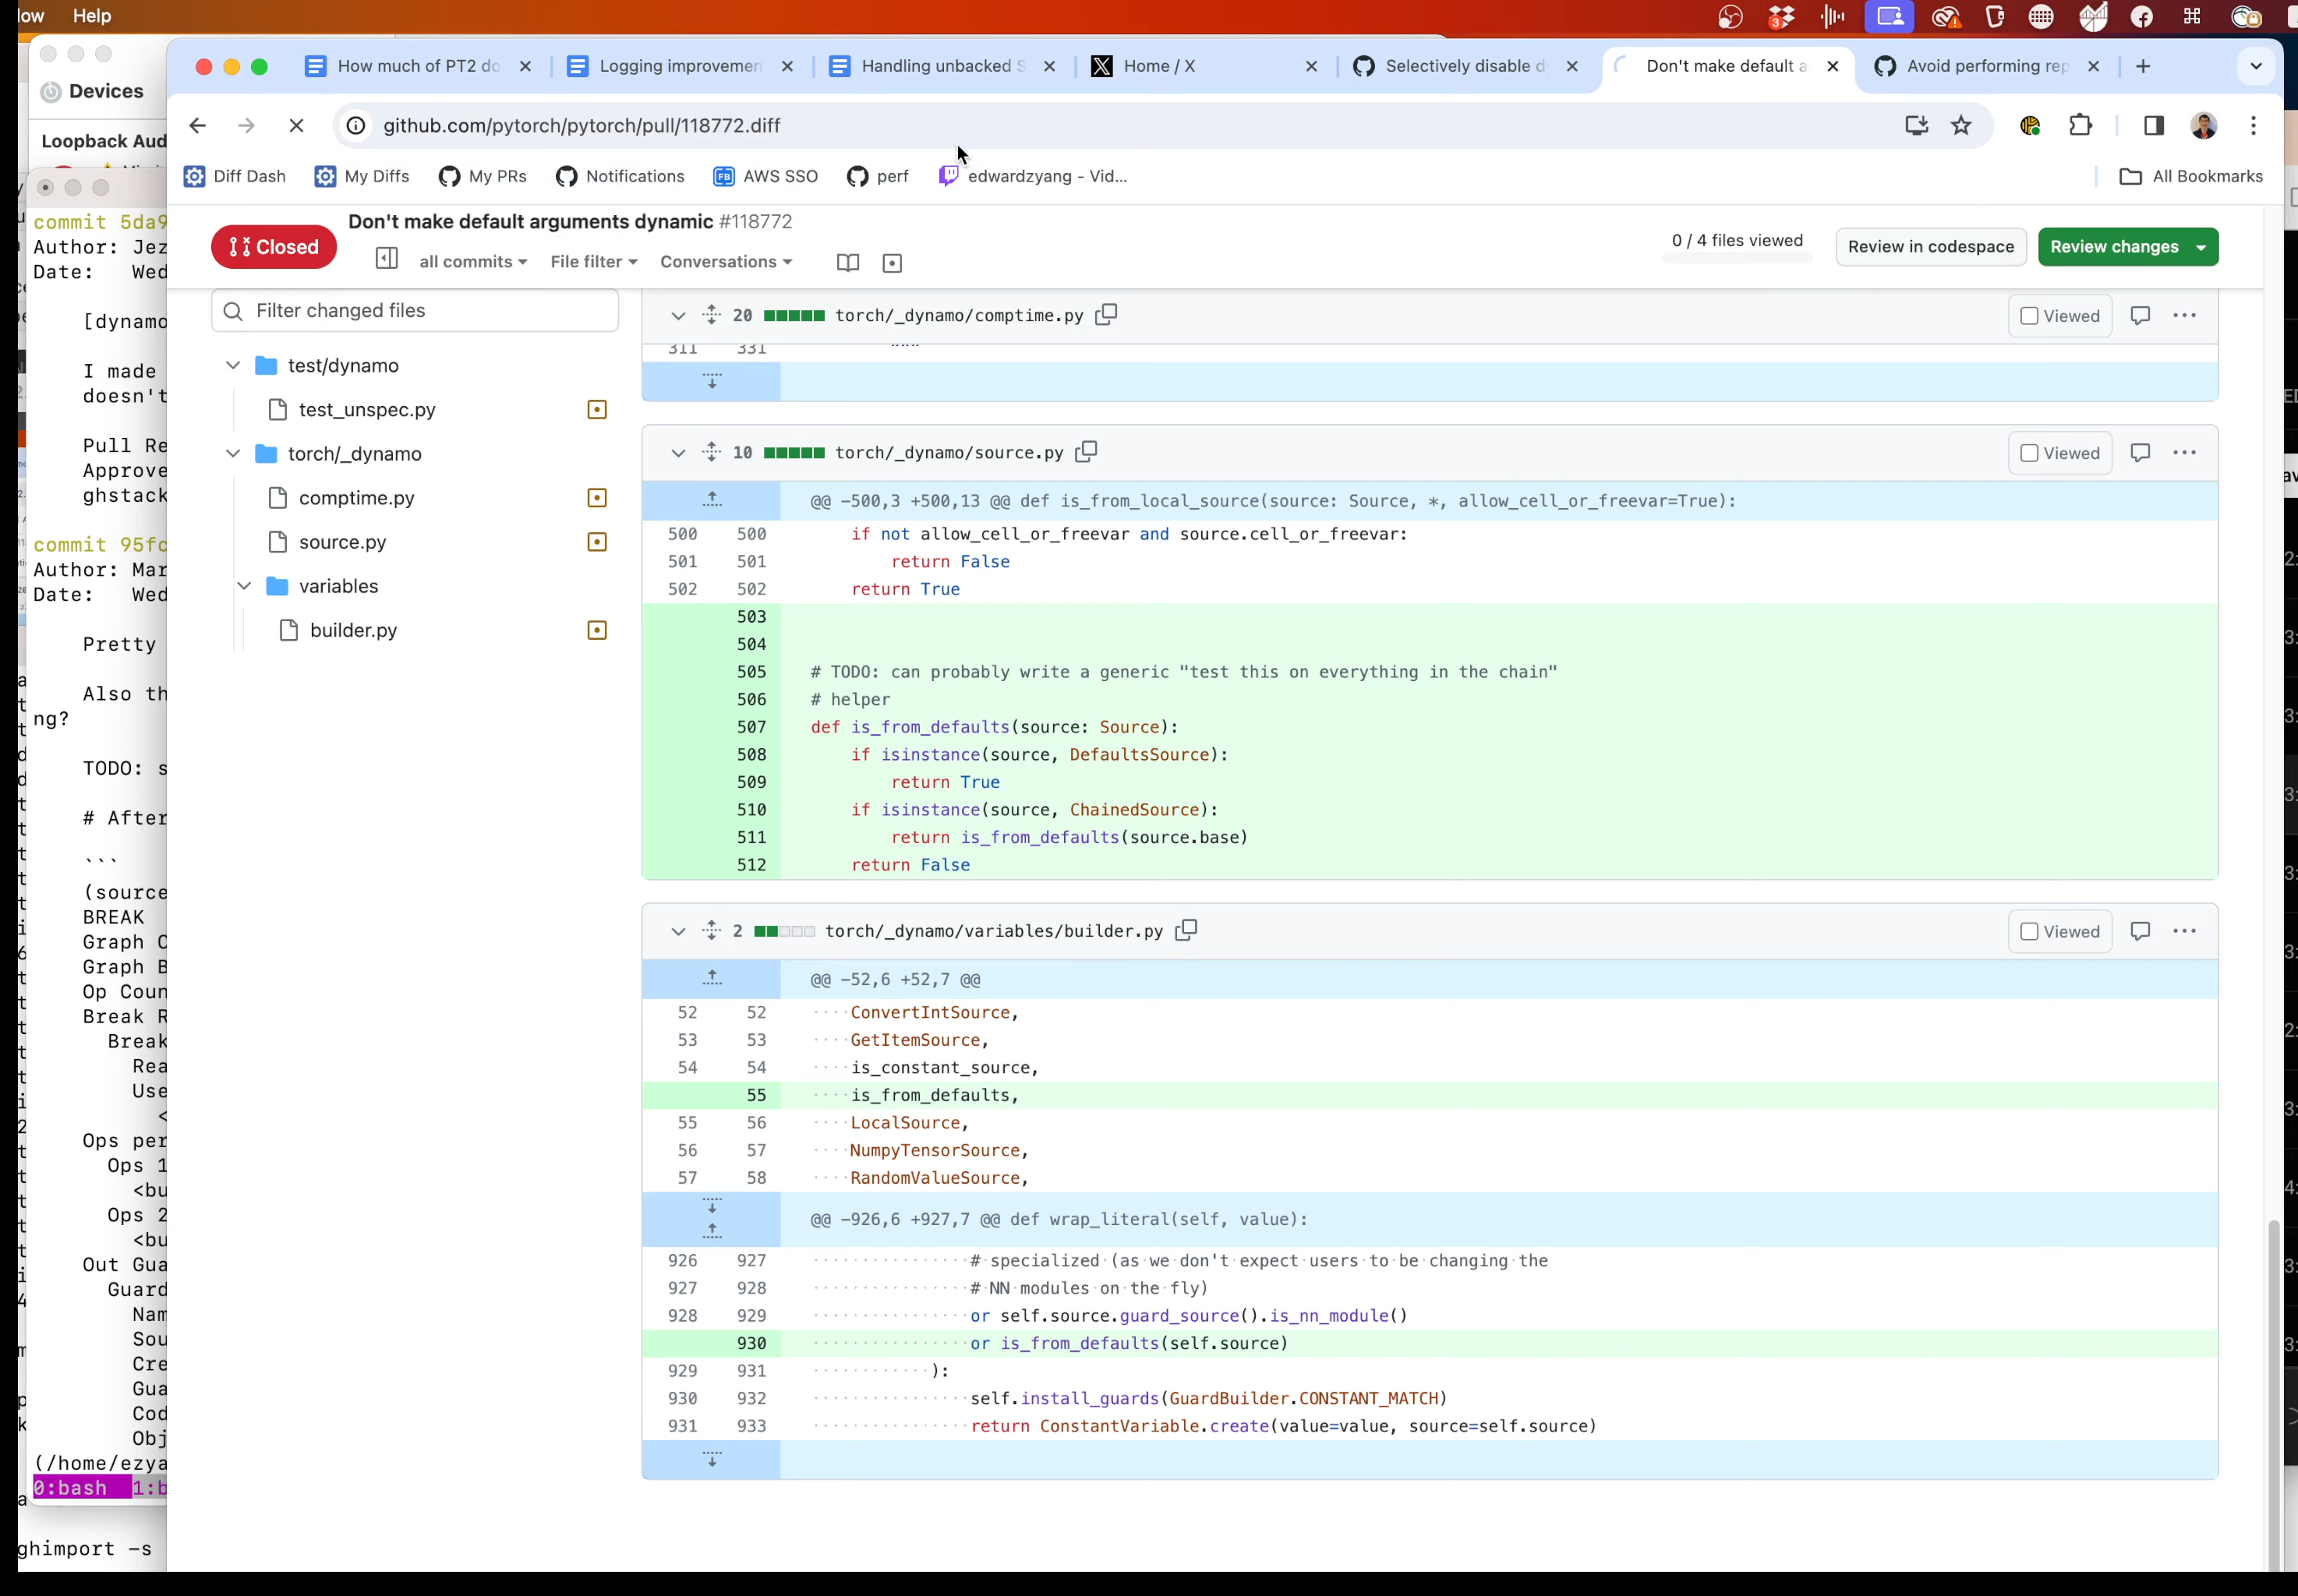 low Help
3
Devices
Loopback Aud
How much of PT2 do
Logging improvemen
Handling unbacked S
Home / X
Selectively disable d
Don't make default a
Avoid performing rep
github.com/pytorch/pytorch/pull/118772.diff
Diff Dash My Diffs My PRs Notifications AWS SSO perf edwardzyang - Vid... All Bookmarks
commit 5da9
Author: Jez
Date: Wed
[dynamo
I made
doesn't
Pull Re
Approve
ghstack
commit 95fc
Author: Mar
Date: Wed
Pretty
Also th
ng?
TODO: s
# After
```
(source
BREAK
Graph C
Graph B
Op Coun
Break R
Break
Rea
Use
<
Ops per
Ops 1
<bu
Ops 2
<bu
Out Gua
Guard
Nam
Sou
Cre
Gua
Cod
Obj
(/home/ezya
0:bash 1:b
ghimport -s
Closed
Don't make default arguments dynamic #118772
all commits File filter Conversations
0 / 4 files viewed
Review in codespace
Review changes
Filter changed files
test/dynamo
test_unspec.py
torch/_dynamo
comptime.py
source.py
variables
builder.py
20 torch/_dynamo/comptime.py Viewed
311 331 """
10 torch/_dynamo/source.py Viewed
@@ -500,3 +500,13 @@ def is_from_local_source(source: Source, *, allow_cell_or_freevar=True):
500 500 if not allow_cell_or_freevar and source.cell_or_freevar:
501 501 return False
502 502 return True
503
504
505 # TODO: can probably write a generic "test this on everything in the chain"
506 # helper
507 def is_from_defaults(source: Source):
508 if isinstance(source, DefaultsSource):
509 return True
510 if isinstance(source, ChainedSource):
511 return is_from_defaults(source.base)
512 return False
2 torch/_dynamo/variables/builder.py Viewed
@@ -52,6 +52,7 @@
52 52 ConvertIntSource,
53 53 GetItemSource,
54 54 is_constant_source,
55 is_from_defaults,
55 56 LocalSource,
56 57 NumpyTensorSource,
57 58 RandomValueSource,
@@ -926,6 +927,7 @@ def wrap_literal(self, value):
926 927 # specialized (as we don't expect users to be changing the
927 928 # NN modules on the fly)
928 929 or self.source.guard_source().is_nn_module()
930 or is_from_defaults(self.source)
929 931 ):
930 932 self.install_guards(GuardBuilder.CONSTANT_MATCH)
931 933 return ConstantVariable.create(value=value, source=self.source)